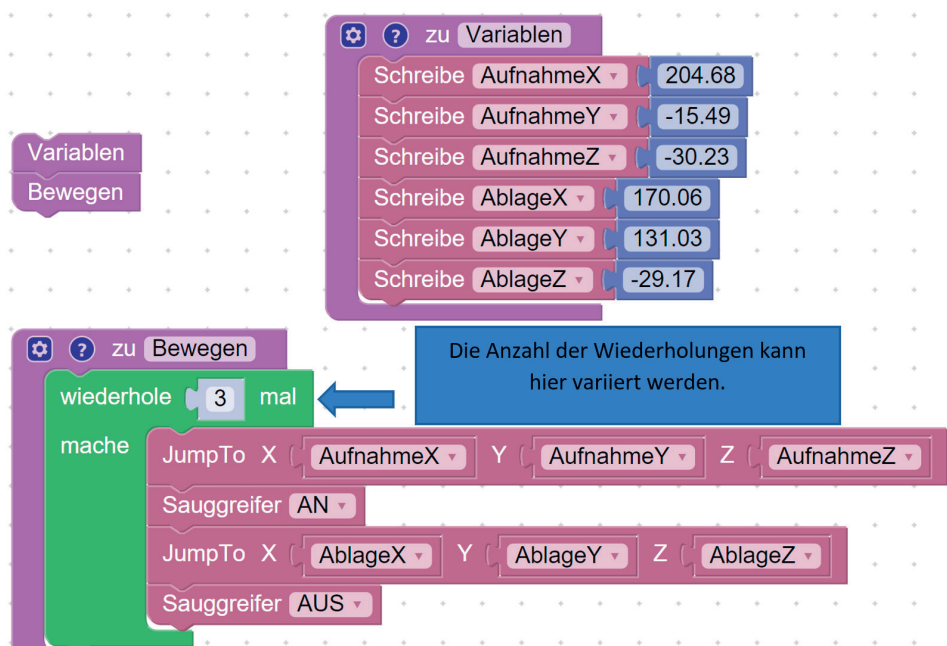 ? zu Variablen
Schreibe AufnahmeX 204.68
Schreibe AufnahmeY -15.49
Schreibe AufnahmeZ -30.23
Schreibe AblageX 170.06
Schreibe AblageY 131.03
Schreibe AblageZ -29.17
Variablen
Bewegen
? zu Bewegen
wiederhole 3 mal
Die Anzahl der Wiederholungen kann
hier variiert werden.
mache
JumpTo X AufnahmeX Y AufnahmeY Z AufnahmeZ
Sauggreifer AN
JumpTo X AblageX Y AblageY Z AblageZ
Sauggreifer AUS